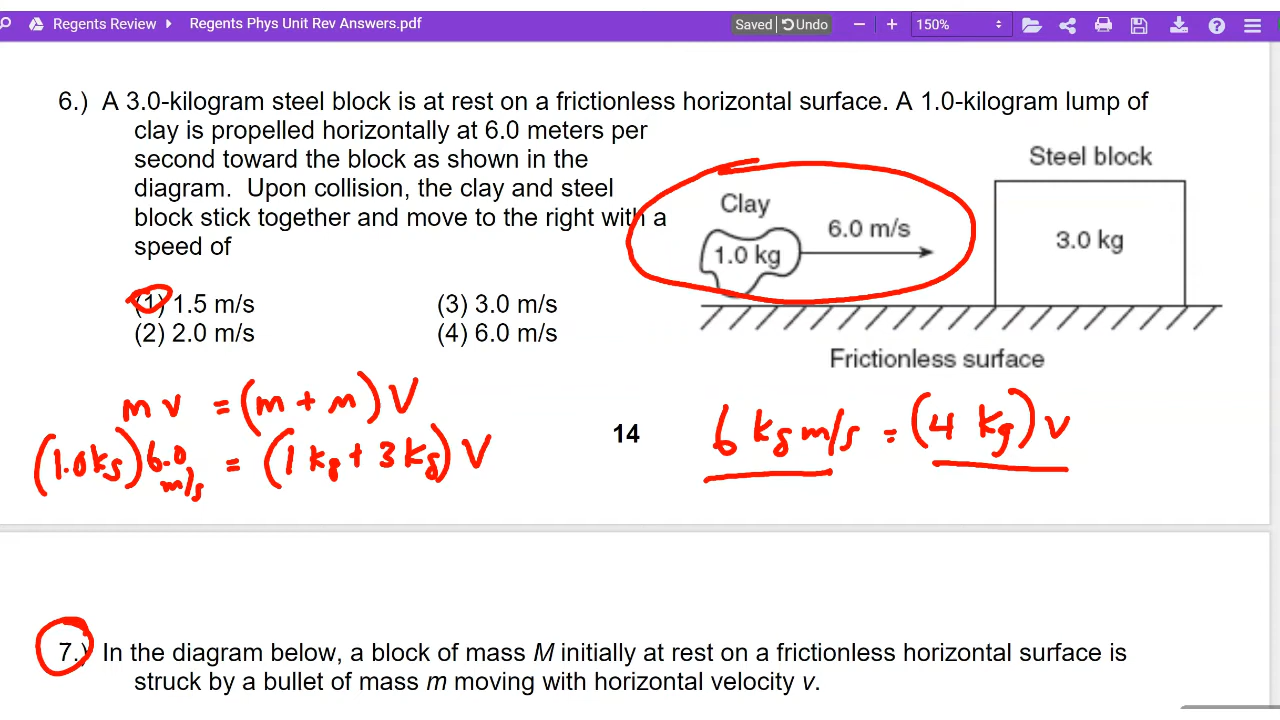 Regents Review Regents Phys Unit Rev Answers.pdf Saved Undo 150%
6.) A 3.0-kilogram steel block is at rest on a frictionless horizontal surface. A 1.0-kilogram lump of
clay is propelled horizontally at 6.0 meters per
second toward the block as shown in the
diagram. Upon collision, the clay and steel
block stick together and move to the right with a
speed of
(1) 1.5 m/s (3) 3.0 m/s
(2) 2.0 m/s (4) 6.0 m/s
Steel block
Clay
6.0 m/s
1.0 kg
3.0 kg
Frictionless surface
m v = (m + m) V
(1.0 kg) 6.0 m/s = (1 kg + 3 kg) V
14
6 kg m/s = (4 kg) v
7.) In the diagram below, a block of mass M initially at rest on a frictionless horizontal surface is
struck by a bullet of mass m moving with horizontal velocity v.